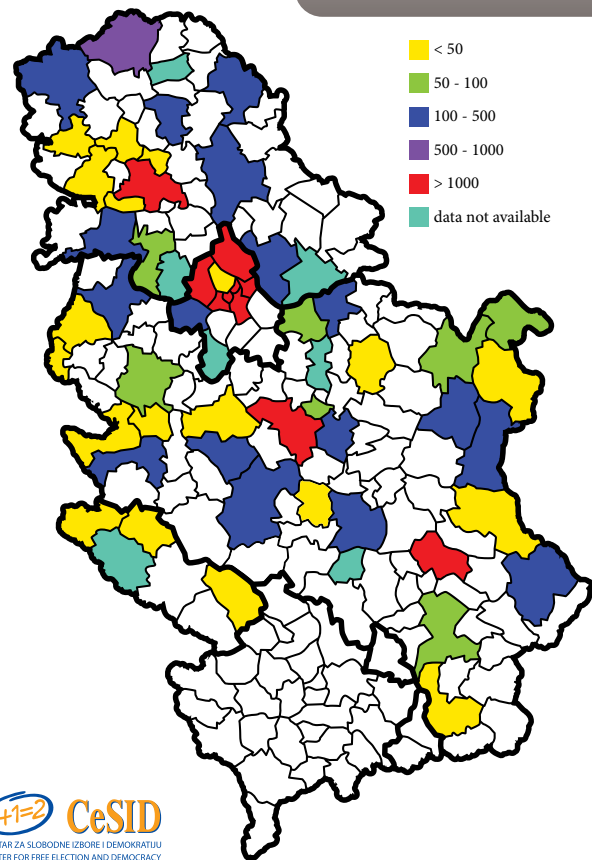 < 50
50 - 100
100 - 500
500 - 1000
> 1000
data not available
+1=2 CeSID
TAR ZA SLOBODNE IZBORE I DEMOKRATIJU
TER FOR FREE ELECTION AND DEMOCRACY